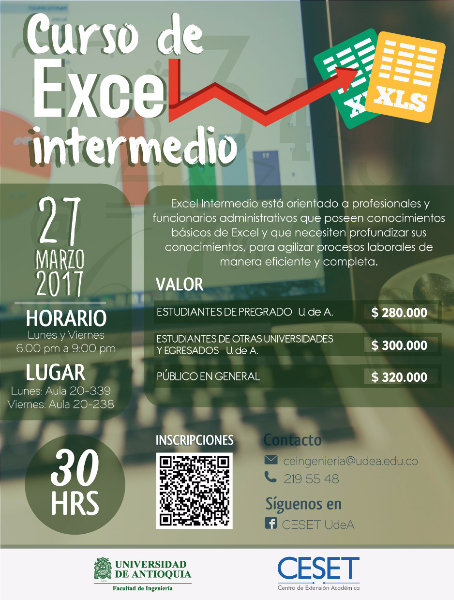 Curso de
Excel
intermedio
XLS
27
MARZO
2017
HORARIO
Lunes y Viernes
6:00 pm a 9:00 pm
LUGAR
Lunes: Aula 20-339
Viernes: Aula 20-238
Excel Intermedio está orientado a profesionales y
funcionarios administrativos que poseen conocimientos
básicos de Excel y que necesiten profundizar sus
conocimientos, para agilizar procesos laborales de
manera eficiente y completa.
VALOR
ESTUDIANTES DE PREGRADO U. de A. $ 280.000
ESTUDIANTES DE OTRAS UNIVERSIDADES
Y EGRESADOS U. de A. $ 300.000
PÚBLICO EN GENERAL $ 320.000
30
HRS
INSCRIPCIONES
Contacto
ceingenieria@udea.edu.co
219 55 48
Síguenos en
CESET UdeA
UNIVERSIDAD
DE ANTIOQUIA
Facultad de Ingeniería
CESET
Centro de Extensión Académica